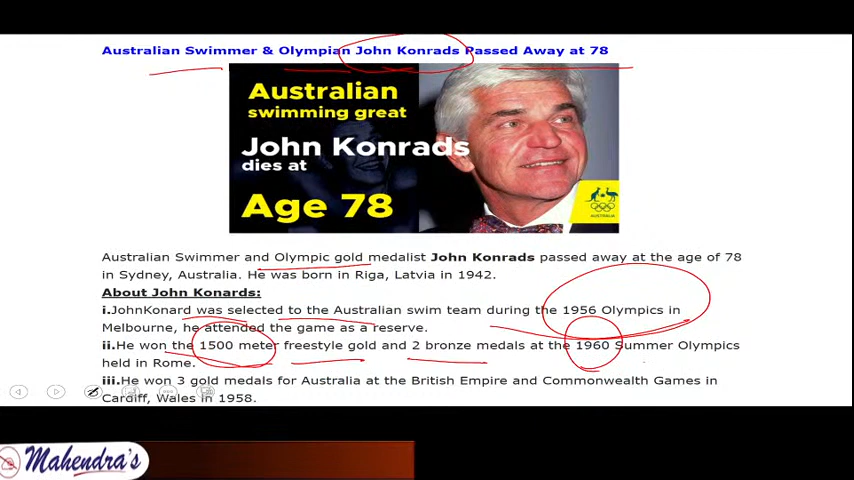 Australian Swimmer & Olympian John Konrads Passed Away at 78
Australian
swimming great
John Konrads
dies at
Age 78
AUSTRALIA
Australian Swimmer and Olympic gold medalist John Konrads passed away at the age of 78
in Sydney, Australia. He was born in Riga, Latvia in 1942.
About John Konards:
i.JohnKonard was selected to the Australian swim team during the 1956 Olympics in
Melbourne, he attended the game as a reserve.
ii.He won the 1500 meter freestyle gold and 2 bronze medals at the 1960 Summer Olympics
held in Rome.
iii.He won 3 gold medals for Australia at the British Empire and Commonwealth Games in
Cardiff, Wales in 1958.
Mahendra's